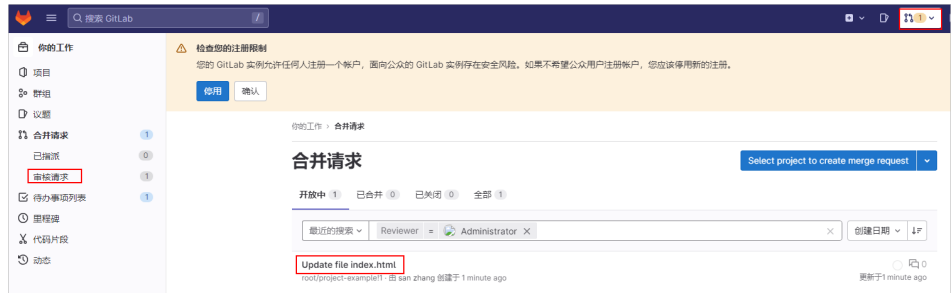 搜索 GitLab
/
1
你的工作
项目
群组
议题
合并请求 1
已指派 0
审核请求 1
待办事项列表 1
里程碑
代码片段
动态
检查您的注册限制
您的 GitLab 实例允许任何人注册一个帐户，面向公众的 GitLab 实例存在安全风险。如果不希望公众用户注册帐户，您应该停用新的注册。
停用 确认
你的工作 › 合并请求
合并请求
Select project to create merge request
开放中 1 已合并 0 已关闭 0 全部 1
最近的搜索 Reviewer = Administrator × × 创建日期
Update file index.html 0
root/project-example!1 · 由 san zhang 创建于 1 minute ago 更新于1 minute ago